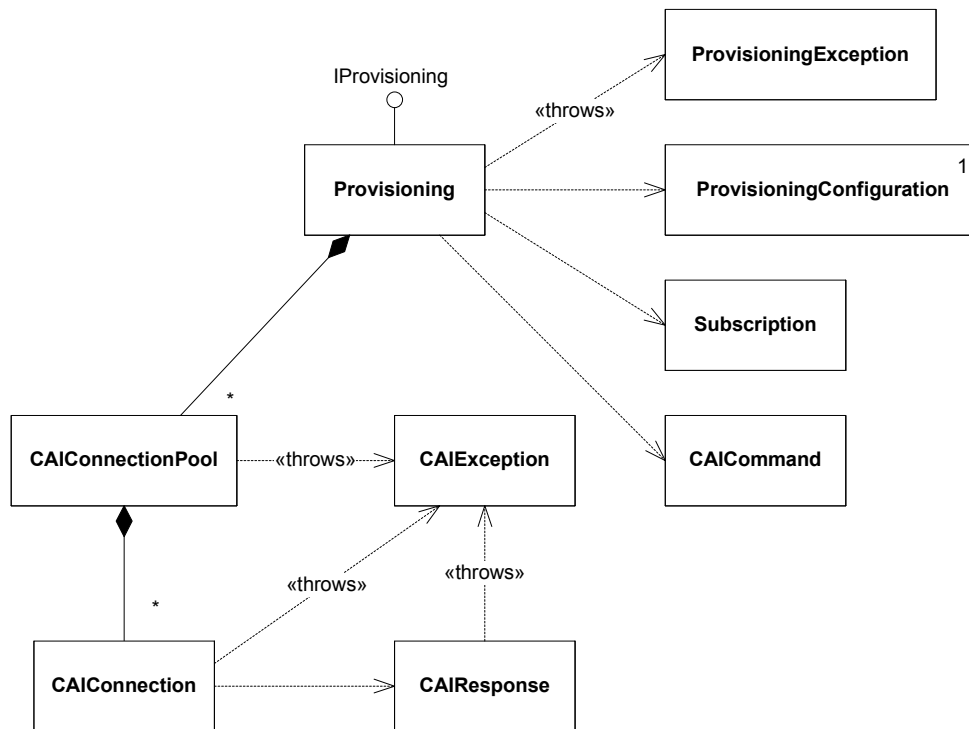 ProvisioningException
IProvisioning
«throws»
1
Provisioning
ProvisioningConfiguration
Subscription
*
CAIConnectionPool
«throws»
CAIException
CAICommand
«throws»
«throws»
*
CAIConnection
CAIResponse